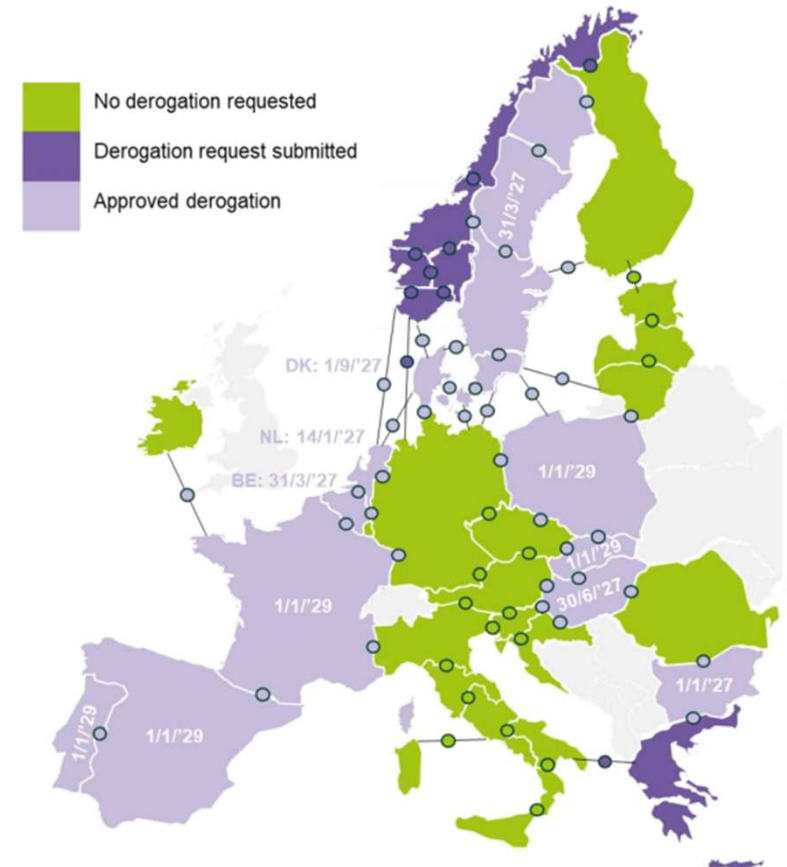 No derogation requested
Derogation request submitted
Approved derogation
31/3/'27
DK: 1/9/'27
NL: 14/1/'27
BE: 31/3/'27
1/1/'29
1/1/'29
30/6/'27
1/1/'29
1/1/'27
1/1/'29
1/1/'29